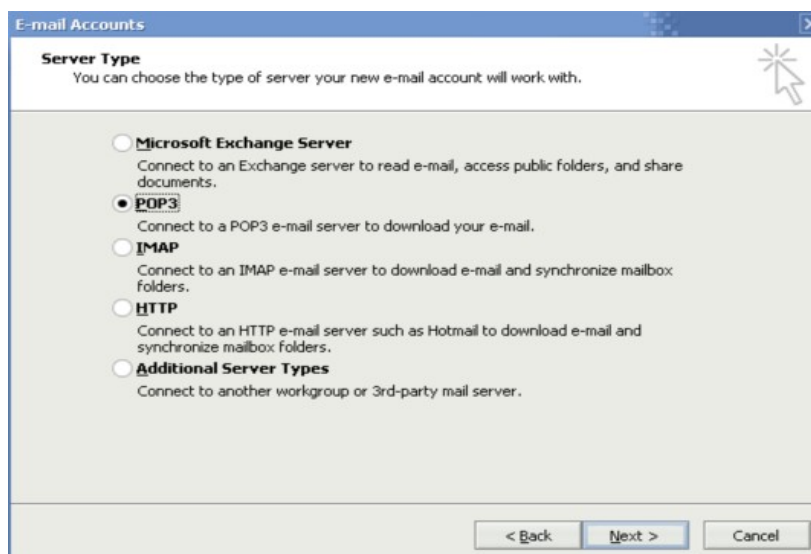 E-mail Accounts
Server Type
You can choose the type of server your new e-mail account will work with.
Microsoft Exchange Server
Connect to an Exchange server to read e-mail, access public folders, and share
documents.
POP3
Connect to a POP3 e-mail server to download your e-mail.
IMAP
Connect to an IMAP e-mail server to download e-mail and synchronize mailbox
folders.
HTTP
Connect to an HTTP e-mail server such as Hotmail to download e-mail and
synchronize mailbox folders.
Additional Server Types
Connect to another workgroup or 3rd-party mail server.
< Back Next > Cancel